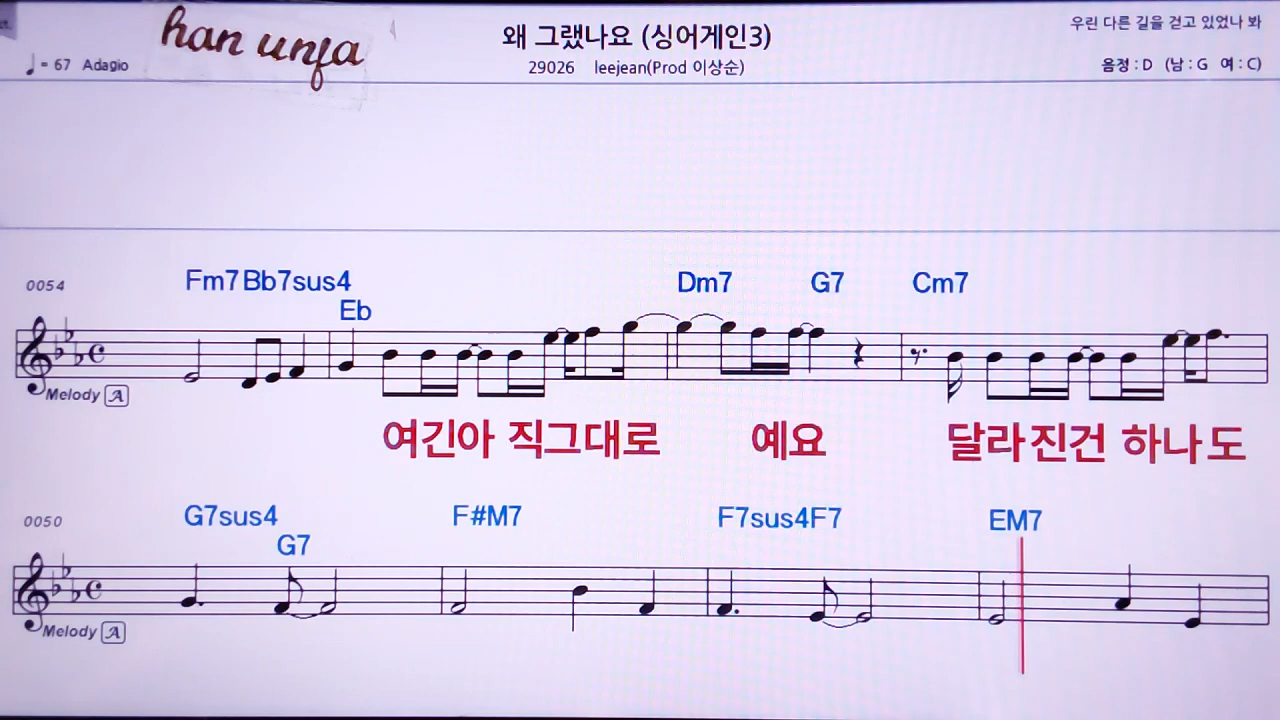 han unja
왜 그랬나요 (싱어게인3)
우린 다른 길을 걷고 있었나 봐
♩= 67 Adagio
29026 leejean(Prod 이상순)
음정 : D (남 : G 여 : C)
0054
Fm7 Bb7sus4 Dm7 G7 Cm7
Eb
Melody A
여긴아 직그대로 예요 달라진건 하나도
0050
G7sus4 F#M7 F7sus4F7 EM7
G7
Melody A